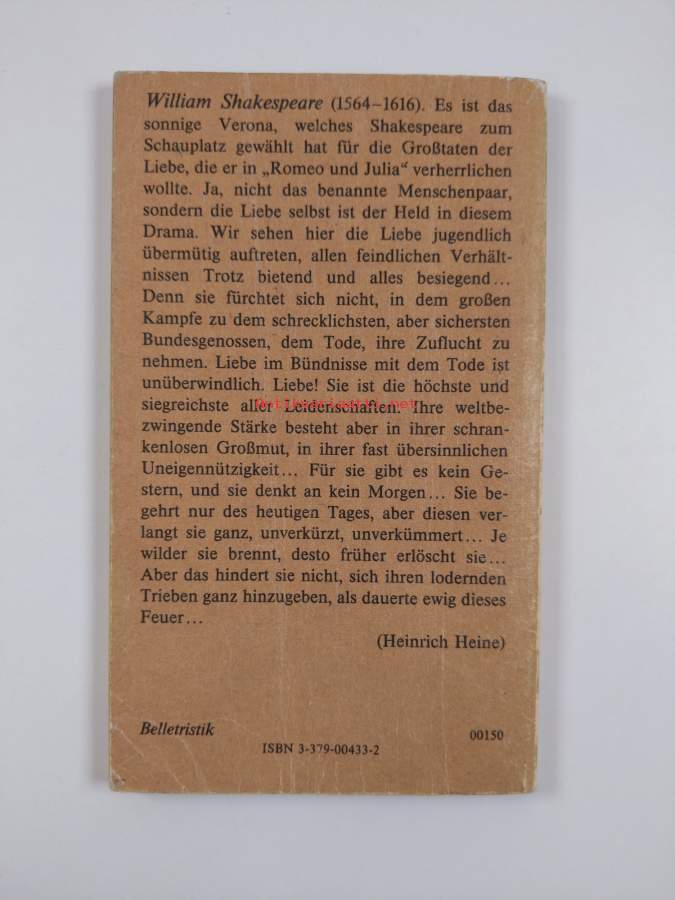 William Shakespeare (1564–1616). Es ist das
sonnige Verona, welches Shakespeare zum
Schauplatz gewählt hat für die Großtaten der
Liebe, die er in „Romeo und Julia“ verherrlichen
wollte. Ja, nicht das benannte Menschenpaar,
sondern die Liebe selbst ist der Held in diesem
Drama. Wir sehen hier die Liebe jugendlich
übermütig auftreten, allen feindlichen Verhält-
nissen Trotz bietend und alles besiegend...
Denn sie fürchtet sich nicht, in dem großen
Kampfe zu dem schrecklichsten, aber sichersten
Bundesgenossen, dem Tode, ihre Zuflucht zu
nehmen. Liebe im Bündnisse mit dem Tode ist
unüberwindlich. Liebe! Sie ist die höchste und
siegreichste aller Leidenschaften. Ihre weltbe-
zwingende Stärke besteht aber in ihrer schran-
kenlosen Großmut, in ihrer fast übersinnlichen
Uneigennützigkeit... Für sie gibt es kein Ge-
stern, und sie denkt an kein Morgen... Sie be-
gehrt nur des heutigen Tages, aber diesen ver-
langt sie ganz, unverkürzt, unverkümmert... Je
wilder sie brennt, desto früher erlöscht sie...
Aber das hindert sie nicht, sich ihren lodernden
Trieben ganz hinzugeben, als dauerte ewig dieses
Feuer...
(Heinrich Heine)
Belletristik
00150
ISBN 3-379-00433-2